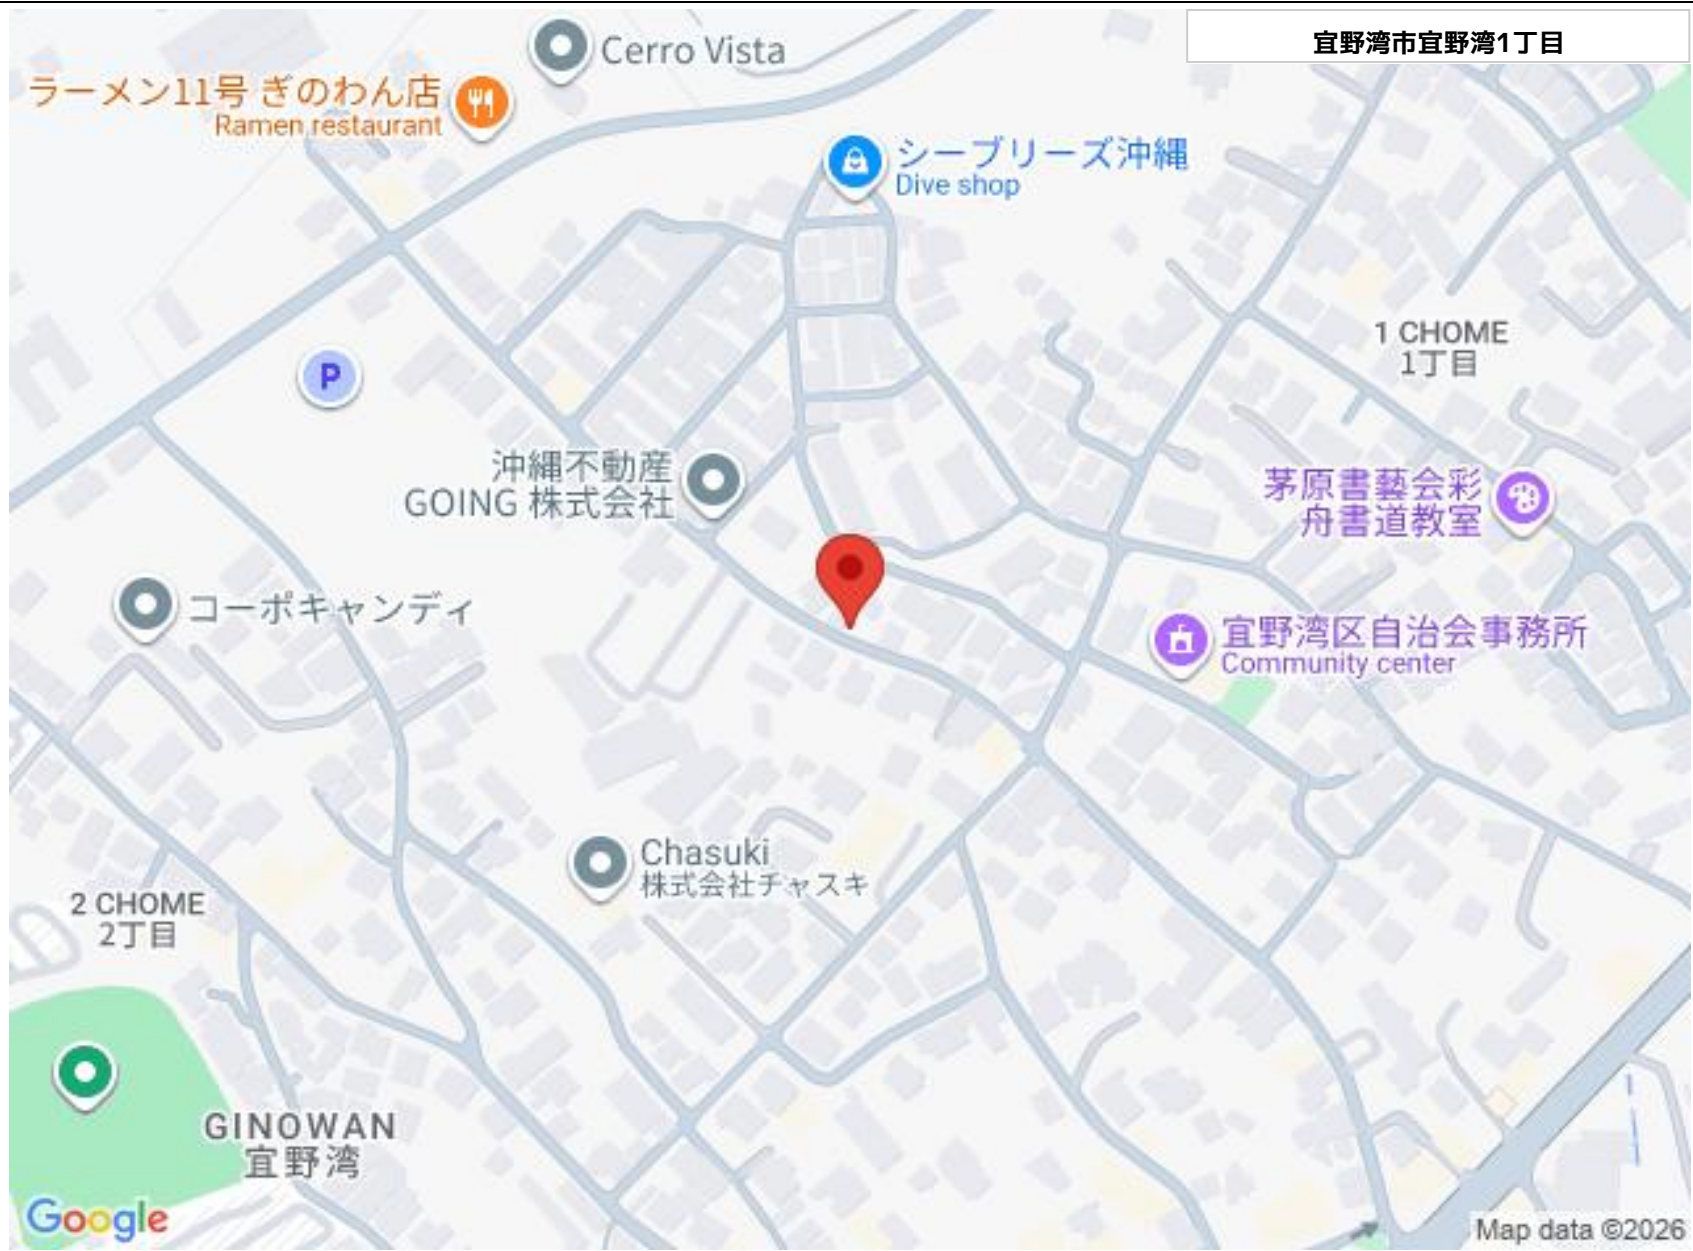 宜野湾市宜野湾1丁目
Cerro Vista
ラーメン11号 ぎのわん店
Ramen restaurant
シーブリーズ沖縄
Dive shop
1 CHOME
1丁目
P
沖縄不動産
GOING 株式会社
茅原書藝会彩
舟書道教室
コーポキャンディ
宜野湾区自治会事務所
Community center
Chasuki
株式会社チャスキ
2 CHOME
2丁目
GINOWAN
宜野湾
Google
Map data ©2026